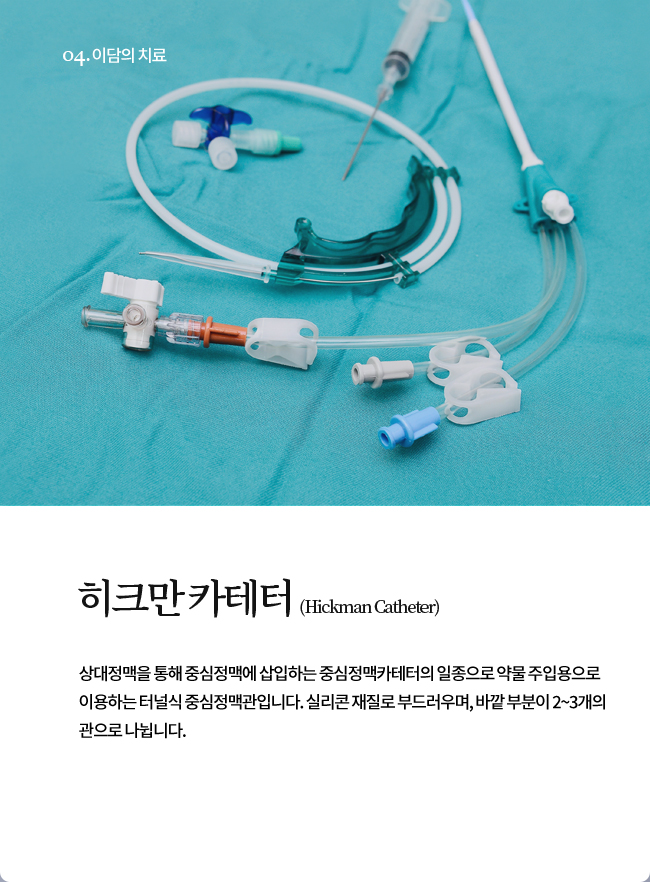 04. 이담의 치료
히크만 카테터 (Hickman Catheter)
상대정맥을 통해 중심정맥에 삽입하는 중심정맥카테터의 일종으로 약물 주입용으로
이용하는 터널식 중심정맥관입니다. 실리콘 재질로 부드러우며, 바깥 부분이 2~3개의
관으로 나뉩니다.